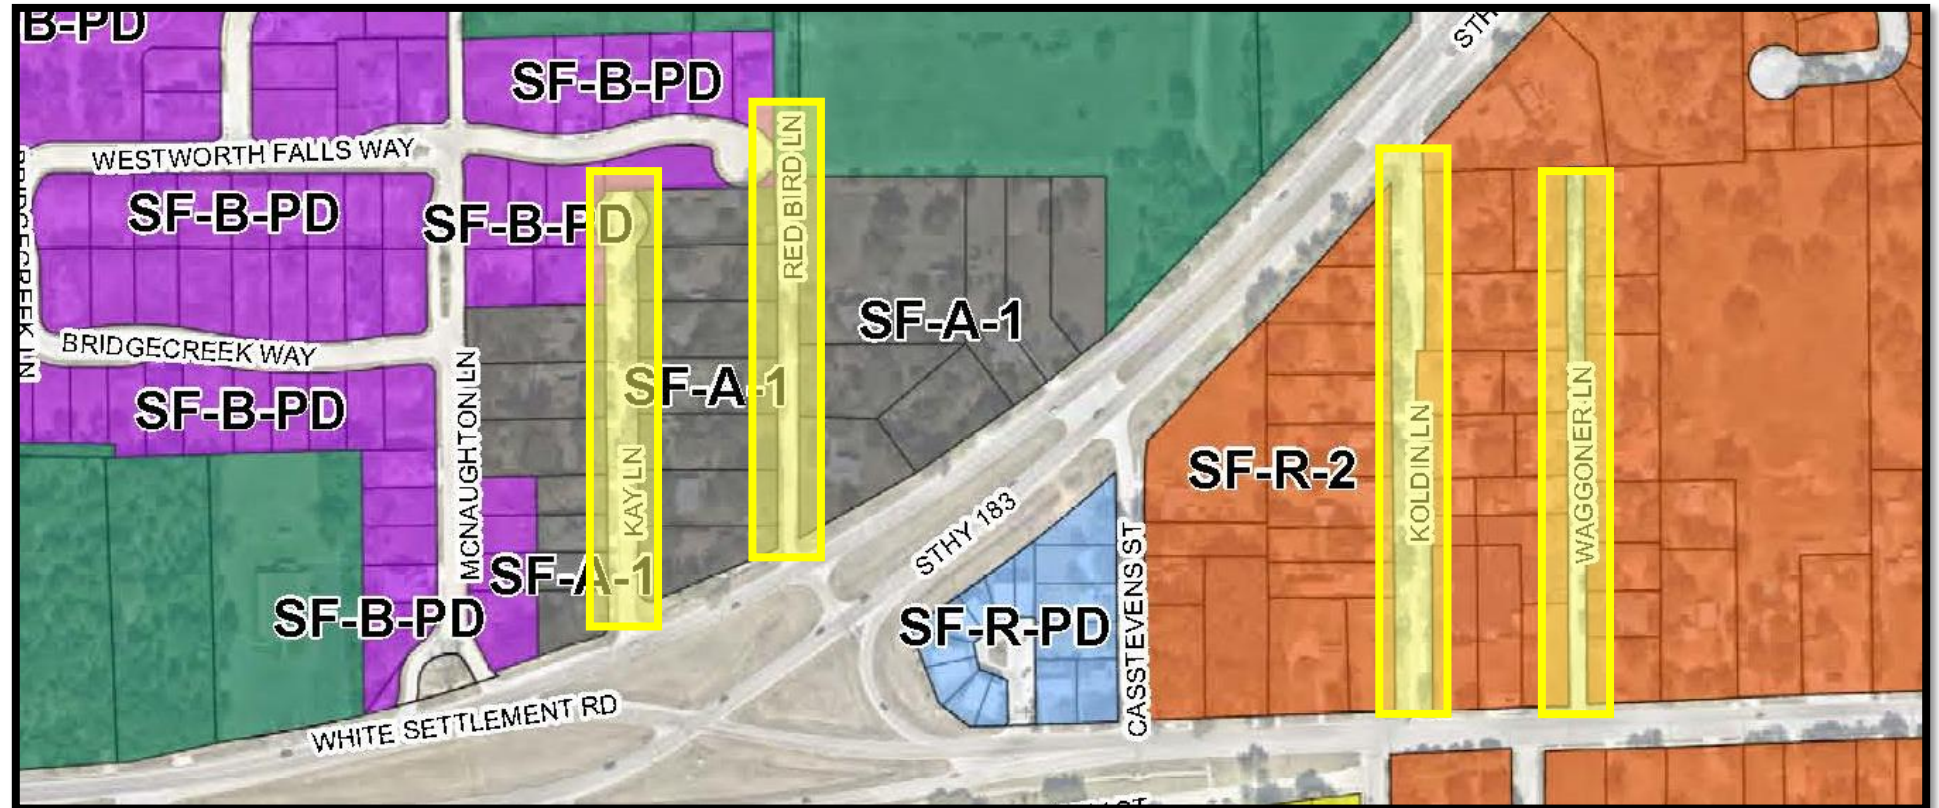 B-PD
STH
SF-B-PD
RED BIRD LN
WESTWORTH FALLS WAY
SF-B-PD
SF-B-PD
BRIDGECREEK LN
SF-A-1
BRIDGECREEK WAY
SF-A-1
SF-B-PD
MCNAUGHTON LN
KAY LN
SF-R-2
KOLDIN LN
WAGGONER LN
STHY 183
SF-A-1
SF-B-PD
SF-R-PD
CASSTEVENS ST
WHITE SETTLEMENT RD